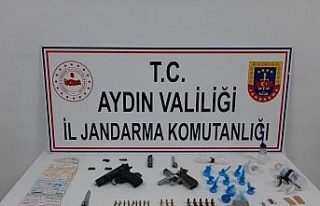 T.C.
AYDIN VALİLİĞİ
İL JANDARMA KOMUTANLIĞI